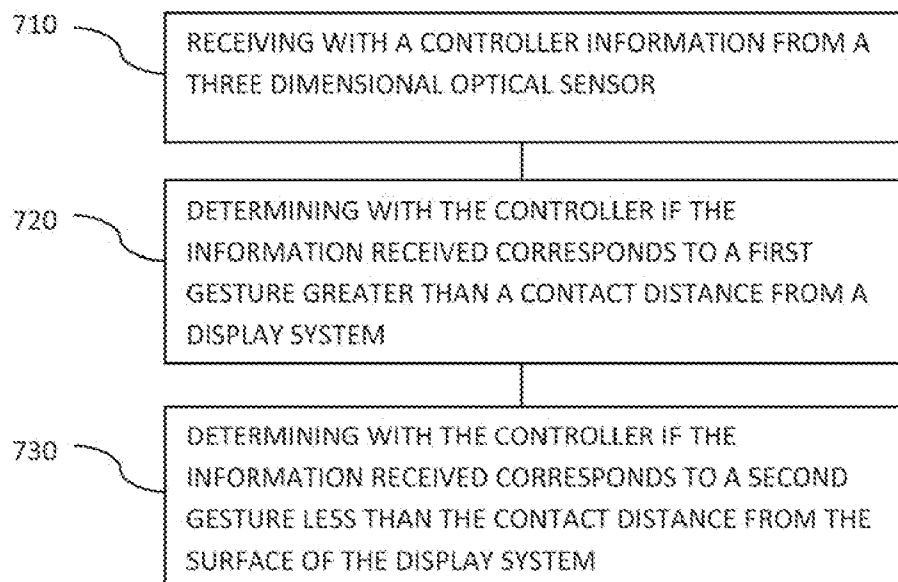 710
RECEIVING WITH A CONTROLLER INFORMATION FROM A
THREE DIMENSIONAL OPTICAL SENSOR
720
DETERMINING WITH THE CONTROLLER IF THE
INFORMATION RECEIVED CORRESPONDS TO A FIRST
GESTURE GREATER THAN A CONTACT DISTANCE FROM A
DISPLAY SYSTEM
730
DETERMINING WITH THE CONTROLLER IF THE
INFORMATION RECEIVED CORRESPONDS TO A SECOND
GESTURE LESS THAN THE CONTACT DISTANCE FROM THE
SURFACE OF THE DISPLAY SYSTEM